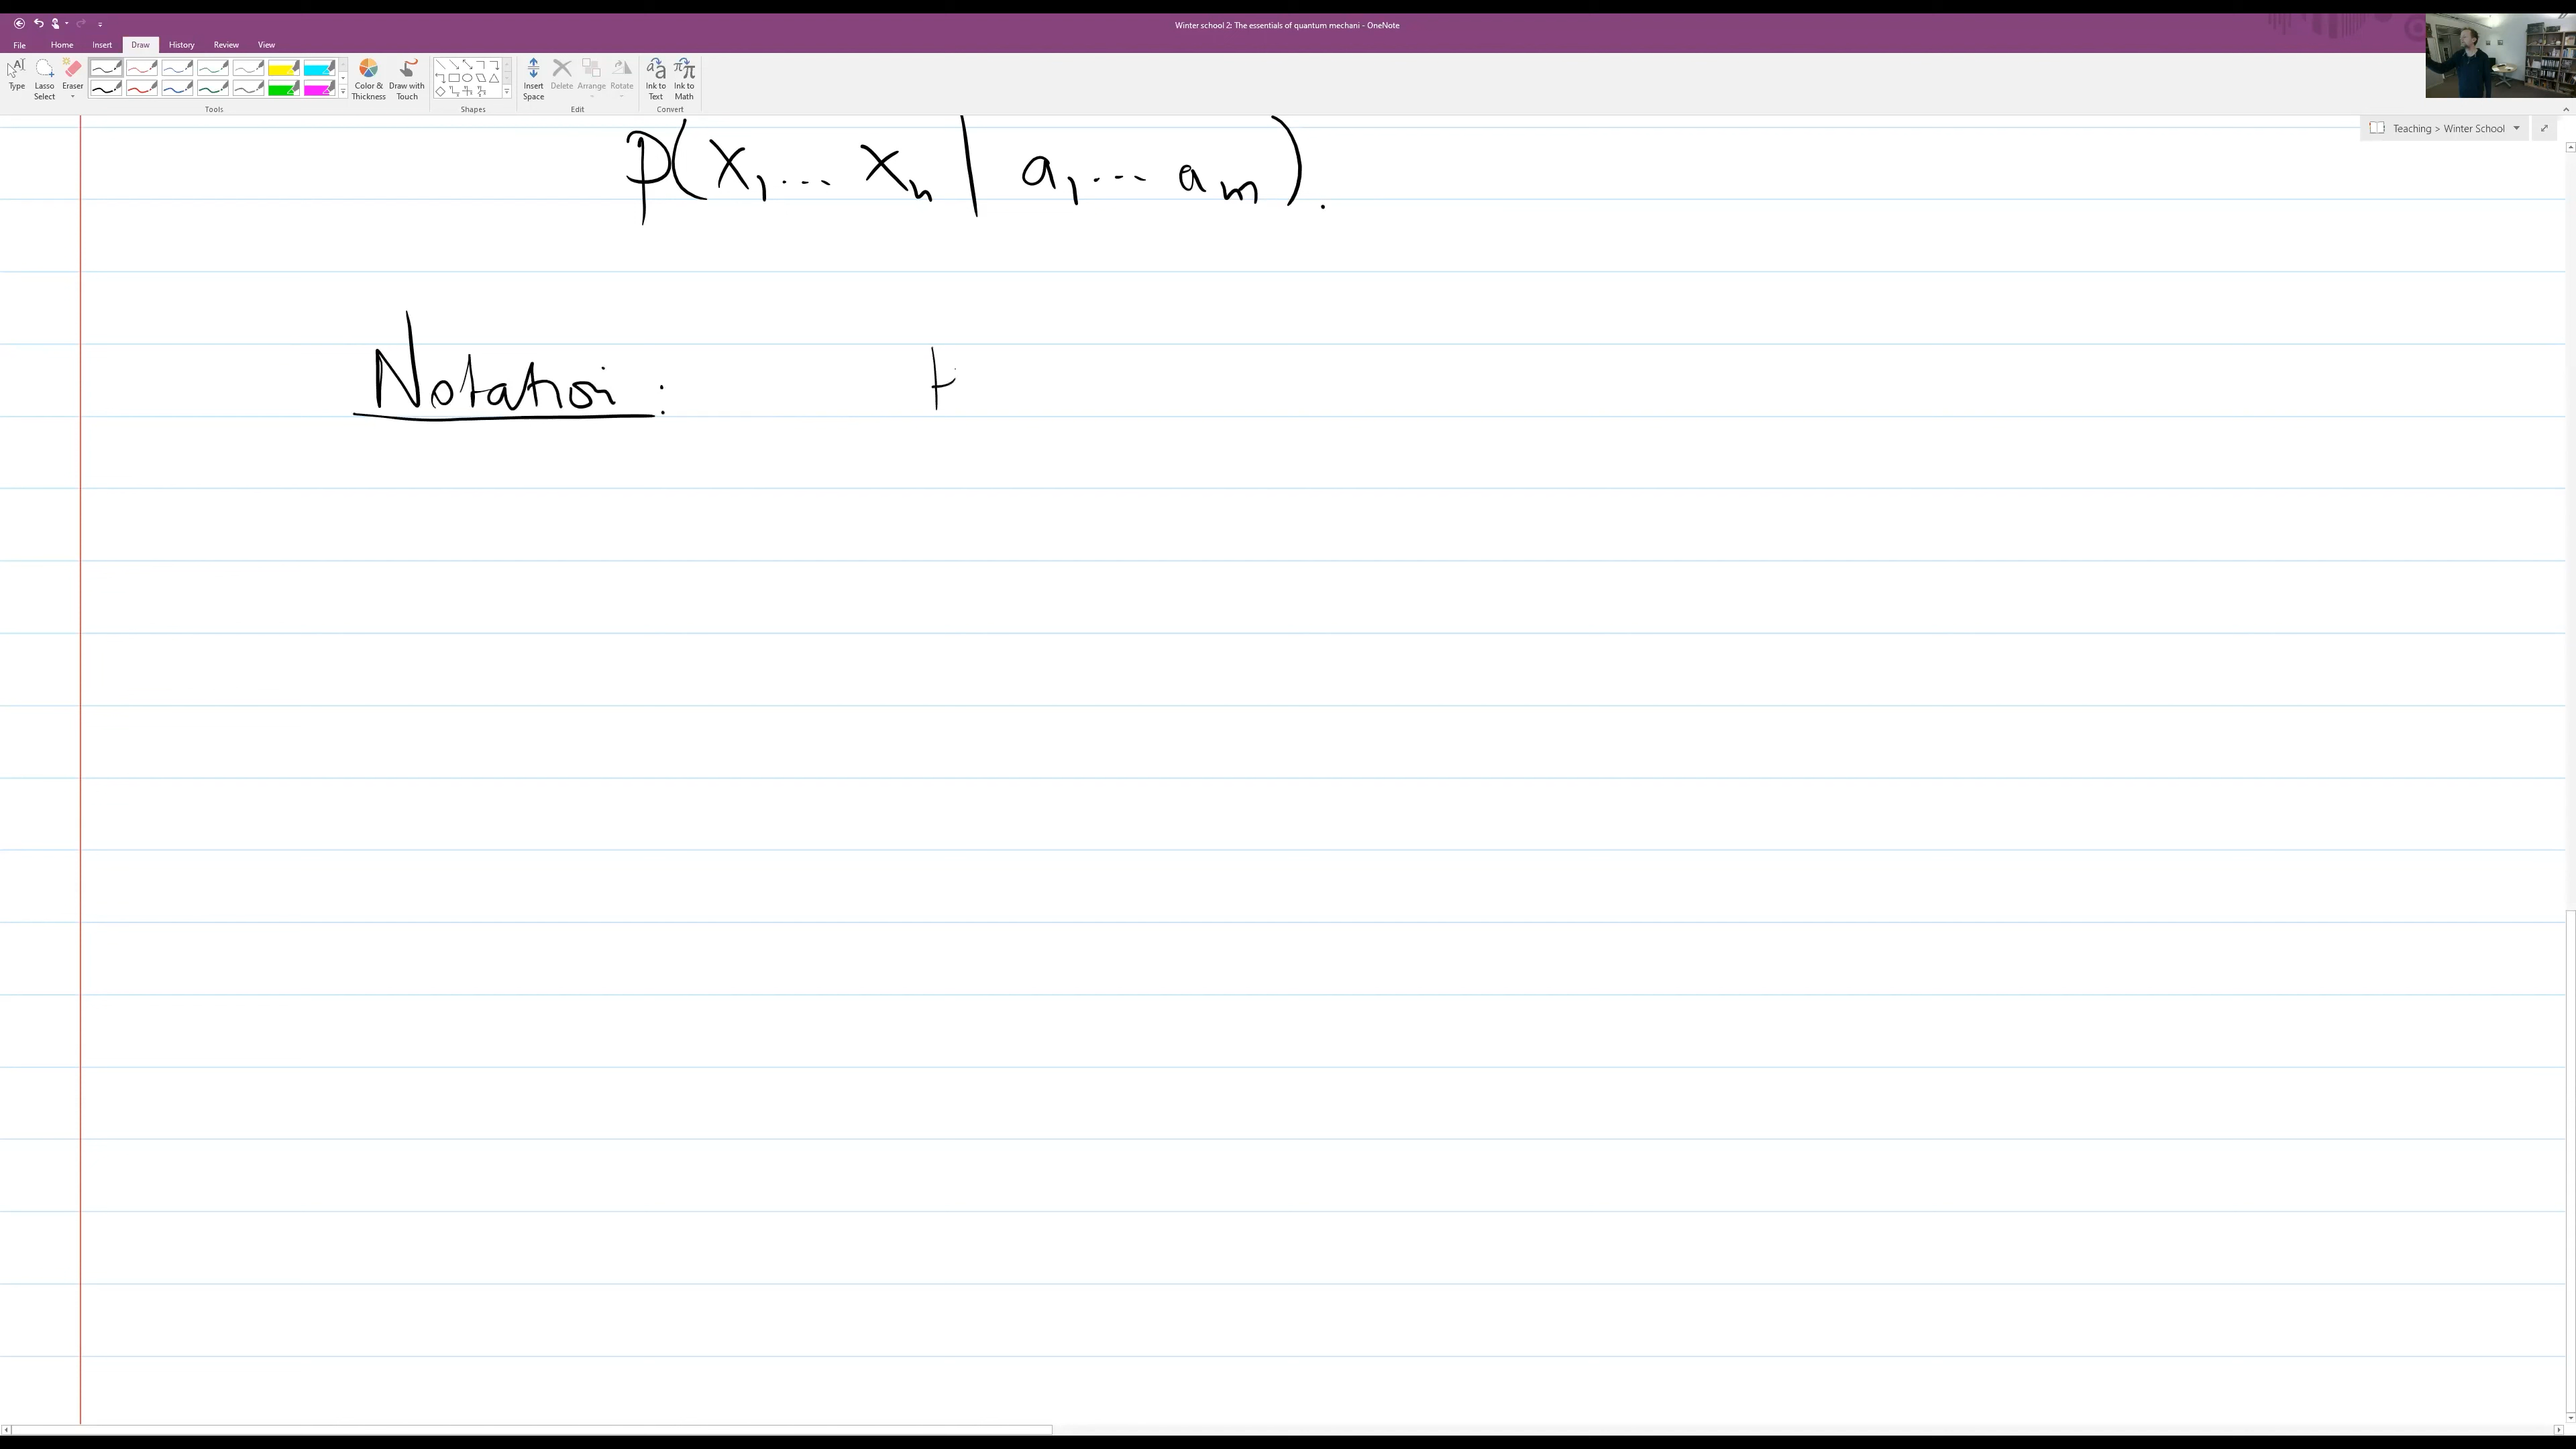 Winter school 2: The essentials of quantum mechani - OneNote
File Home Insert Draw History Review View
Type Lasso Select Eraser Color & Thickness Draw with Touch Insert Space Delete Arrange Rotate Ink to Text Ink to Math
Tools Shapes Edit Convert
Teaching > Winter School
p(x₁... xₙ | a₁... aₘ).
Notation: